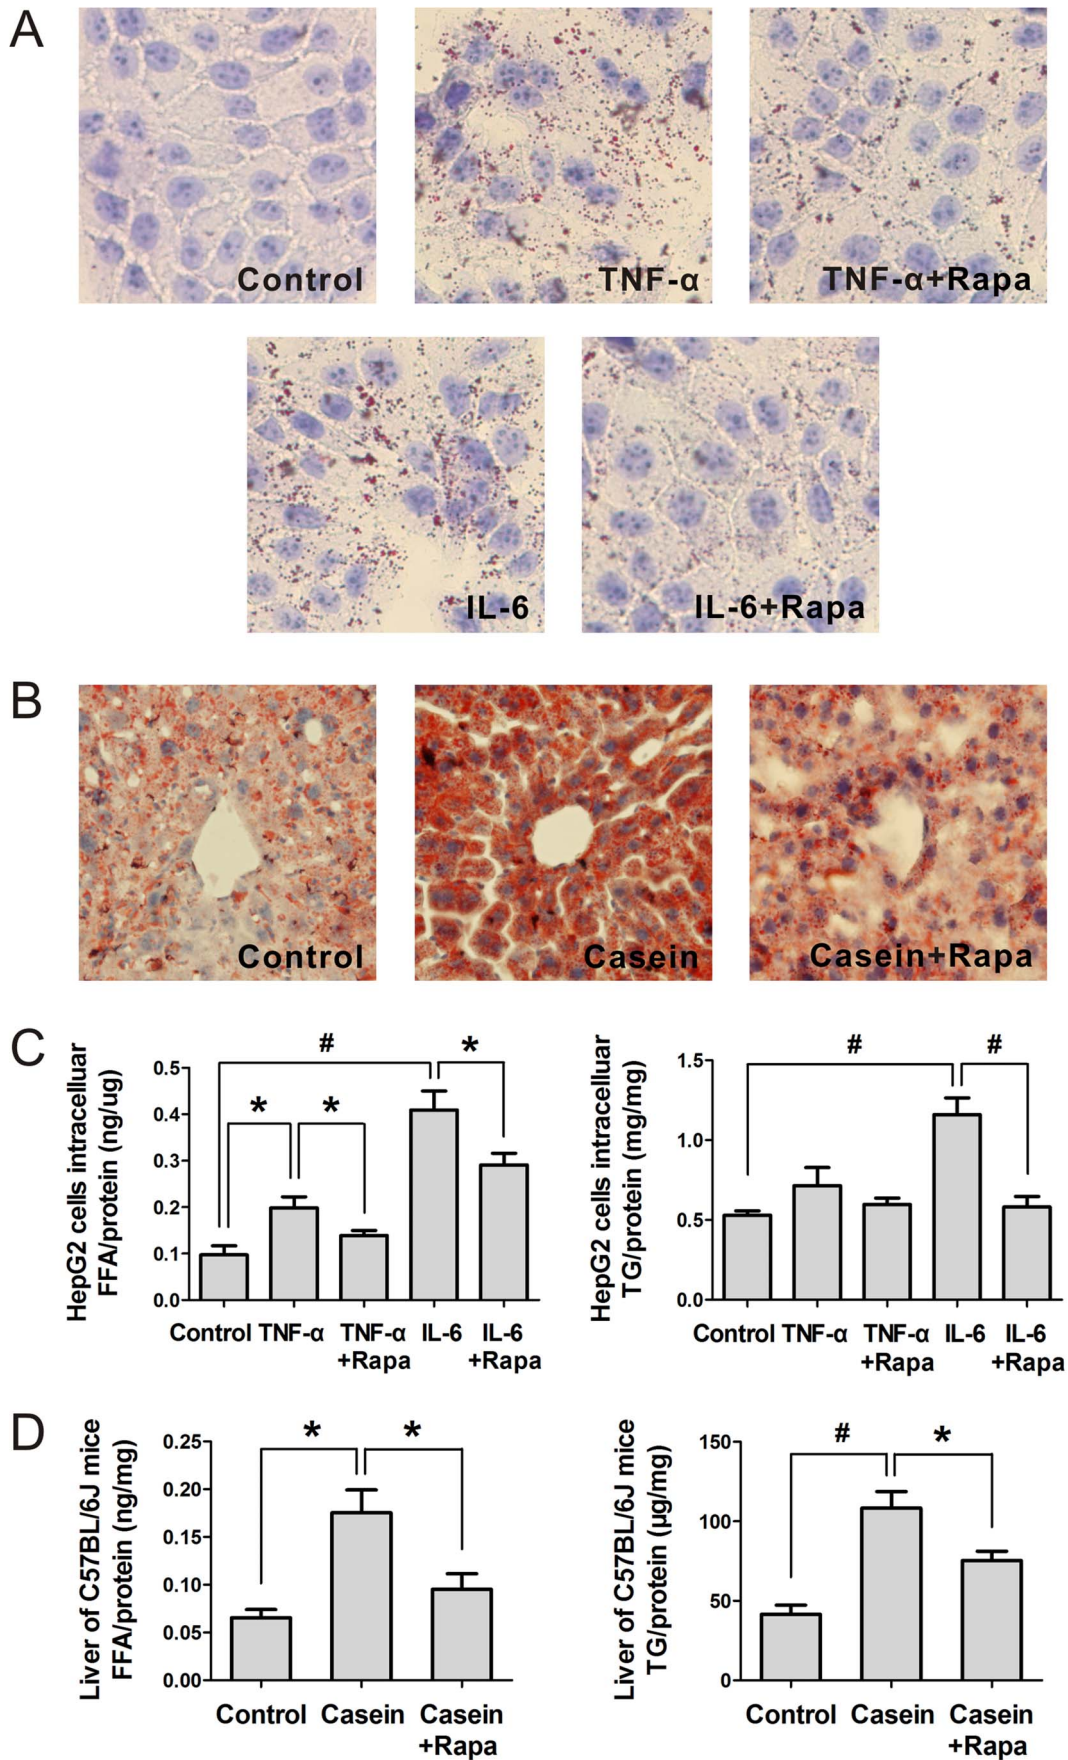 A
Control
TNF-α
TNF-α+Rapa
IL-6
IL-6+Rapa
B
Control
Casein
Casein+Rapa
C
HepG2 cells intracelluar
FFA/protein (ng/ug)
0.5
0.4
0.3
0.2
0.1
0.0
#
*
*
*
Control TNF-α TNF-α IL-6 IL-6
+Rapa +Rapa
HepG2 cells intracelluar
TG/protein (mg/mg)
1.5
1.0
0.5
0.0
#
#
Control TNF-α TNF-α IL-6 IL-6
+Rapa +Rapa
D
Liver of C57BL/6J mice
FFA/protein (ng/mg)
0.25
0.20
0.15
0.10
0.05
0.00
*
*
Control Casein Casein
+Rapa
Liver of C57BL/6J mice
TG/protein (µg/mg)
150
100
50
0
#
*
Control Casein Casein
+Rapa